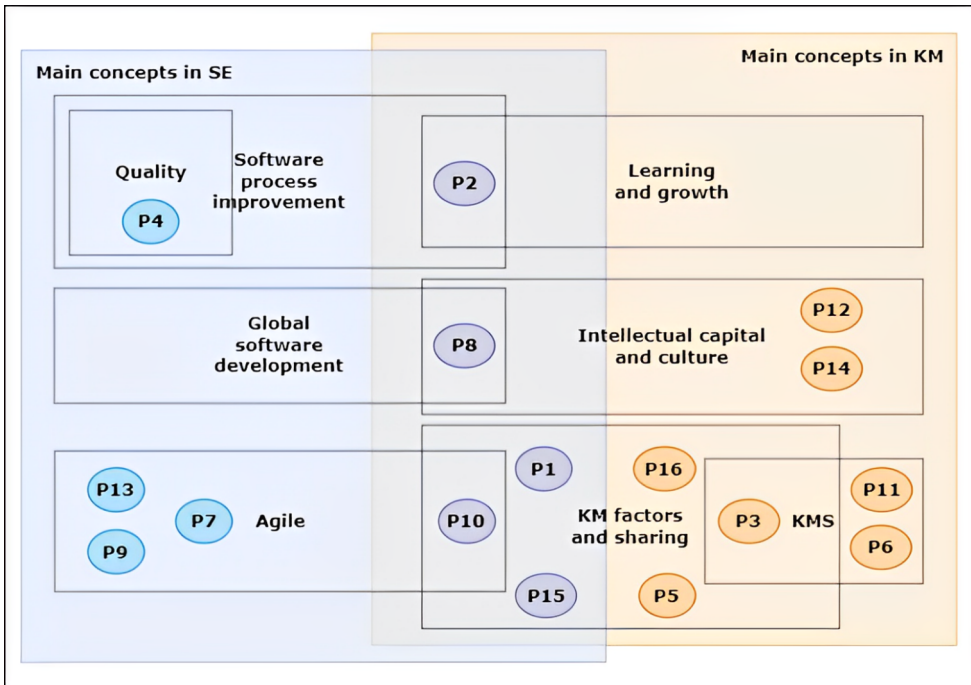 Main concepts in SE
Main concepts in KM
Quality
P4
Software
process
improvement
P2
Learning
and growth
Global
software
development
P8
Intellectual capital
and culture
P12
P14
P13
P7
P9
Agile
P10
P1
P15
KM factors
and sharing
P16
P5
P3
KMS
P11
P6